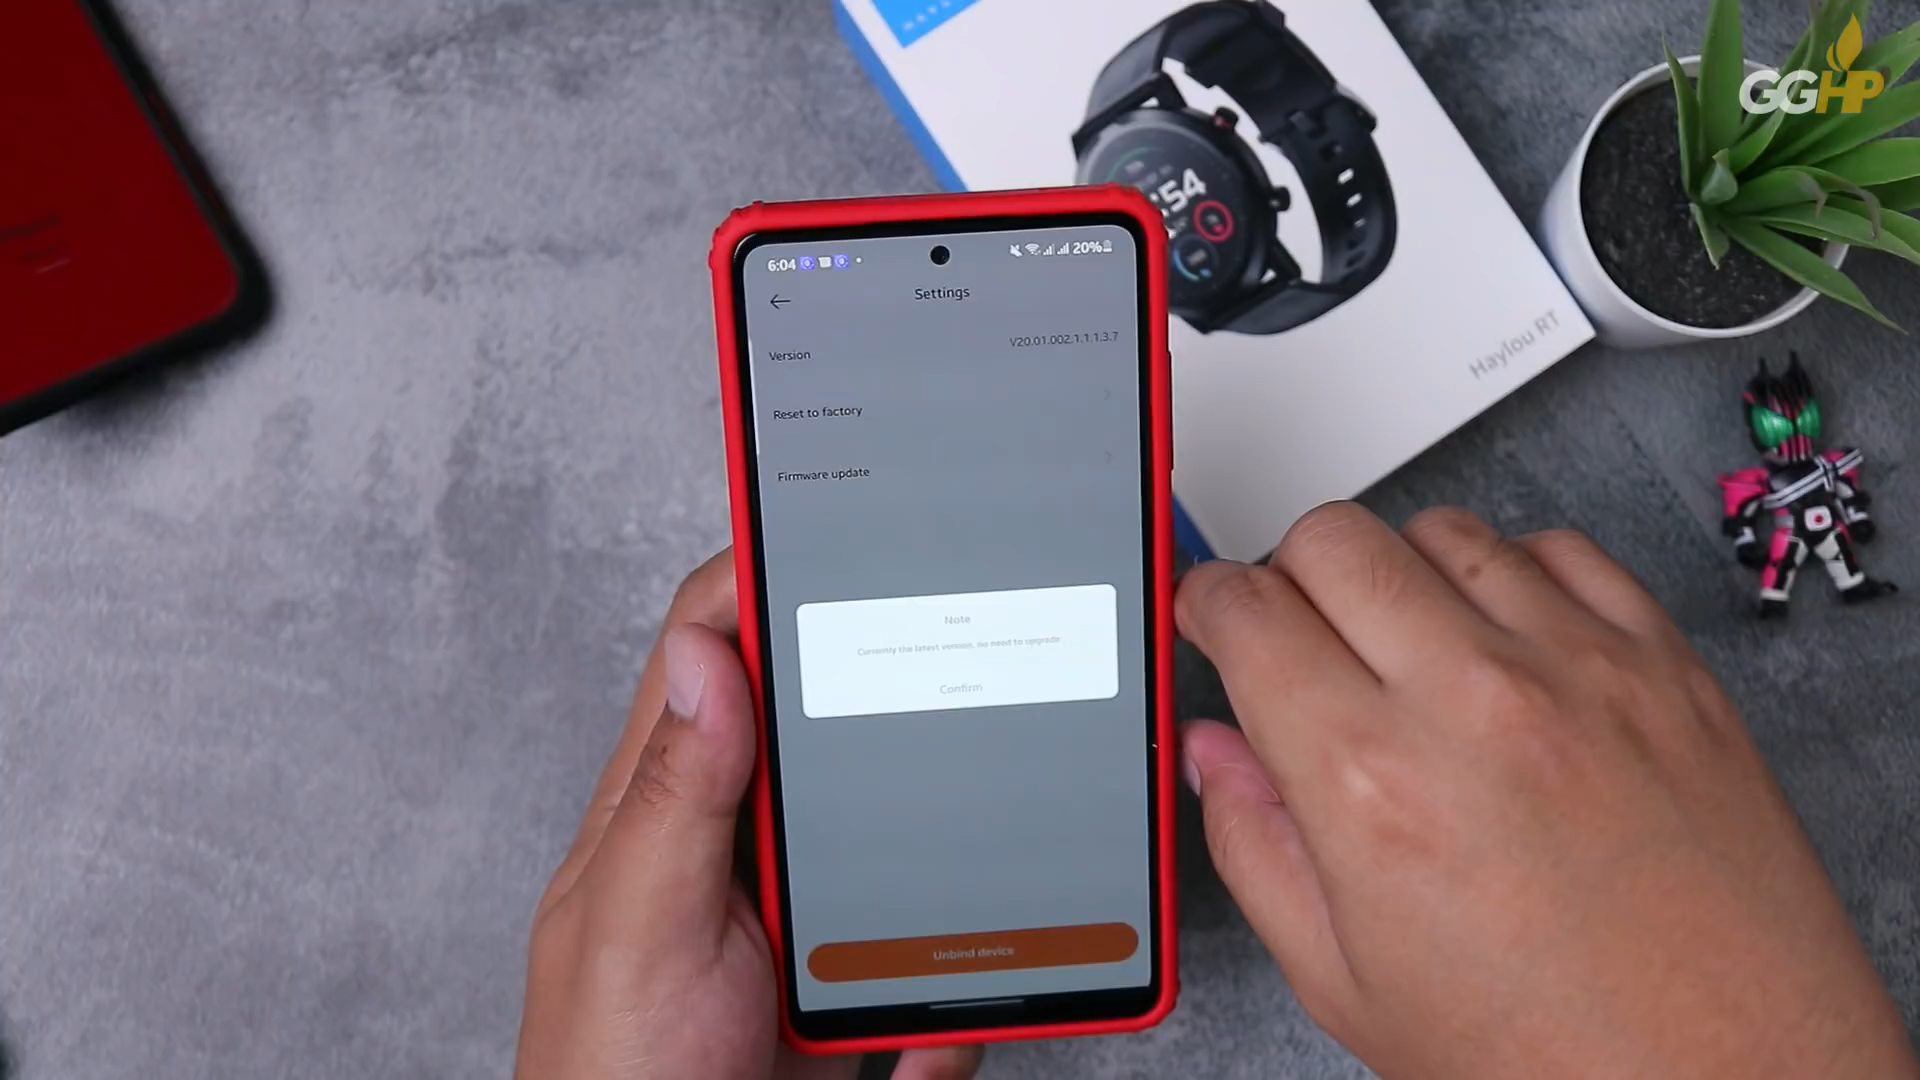 GGHP
:54
Haylou RT
6:04
20%
Settings
Version
V20.01.002.1.1.1.3.7
Reset to factory
Firmware update
Note
Currently the latest version, no need to upgrade
Confirm
Unbind device